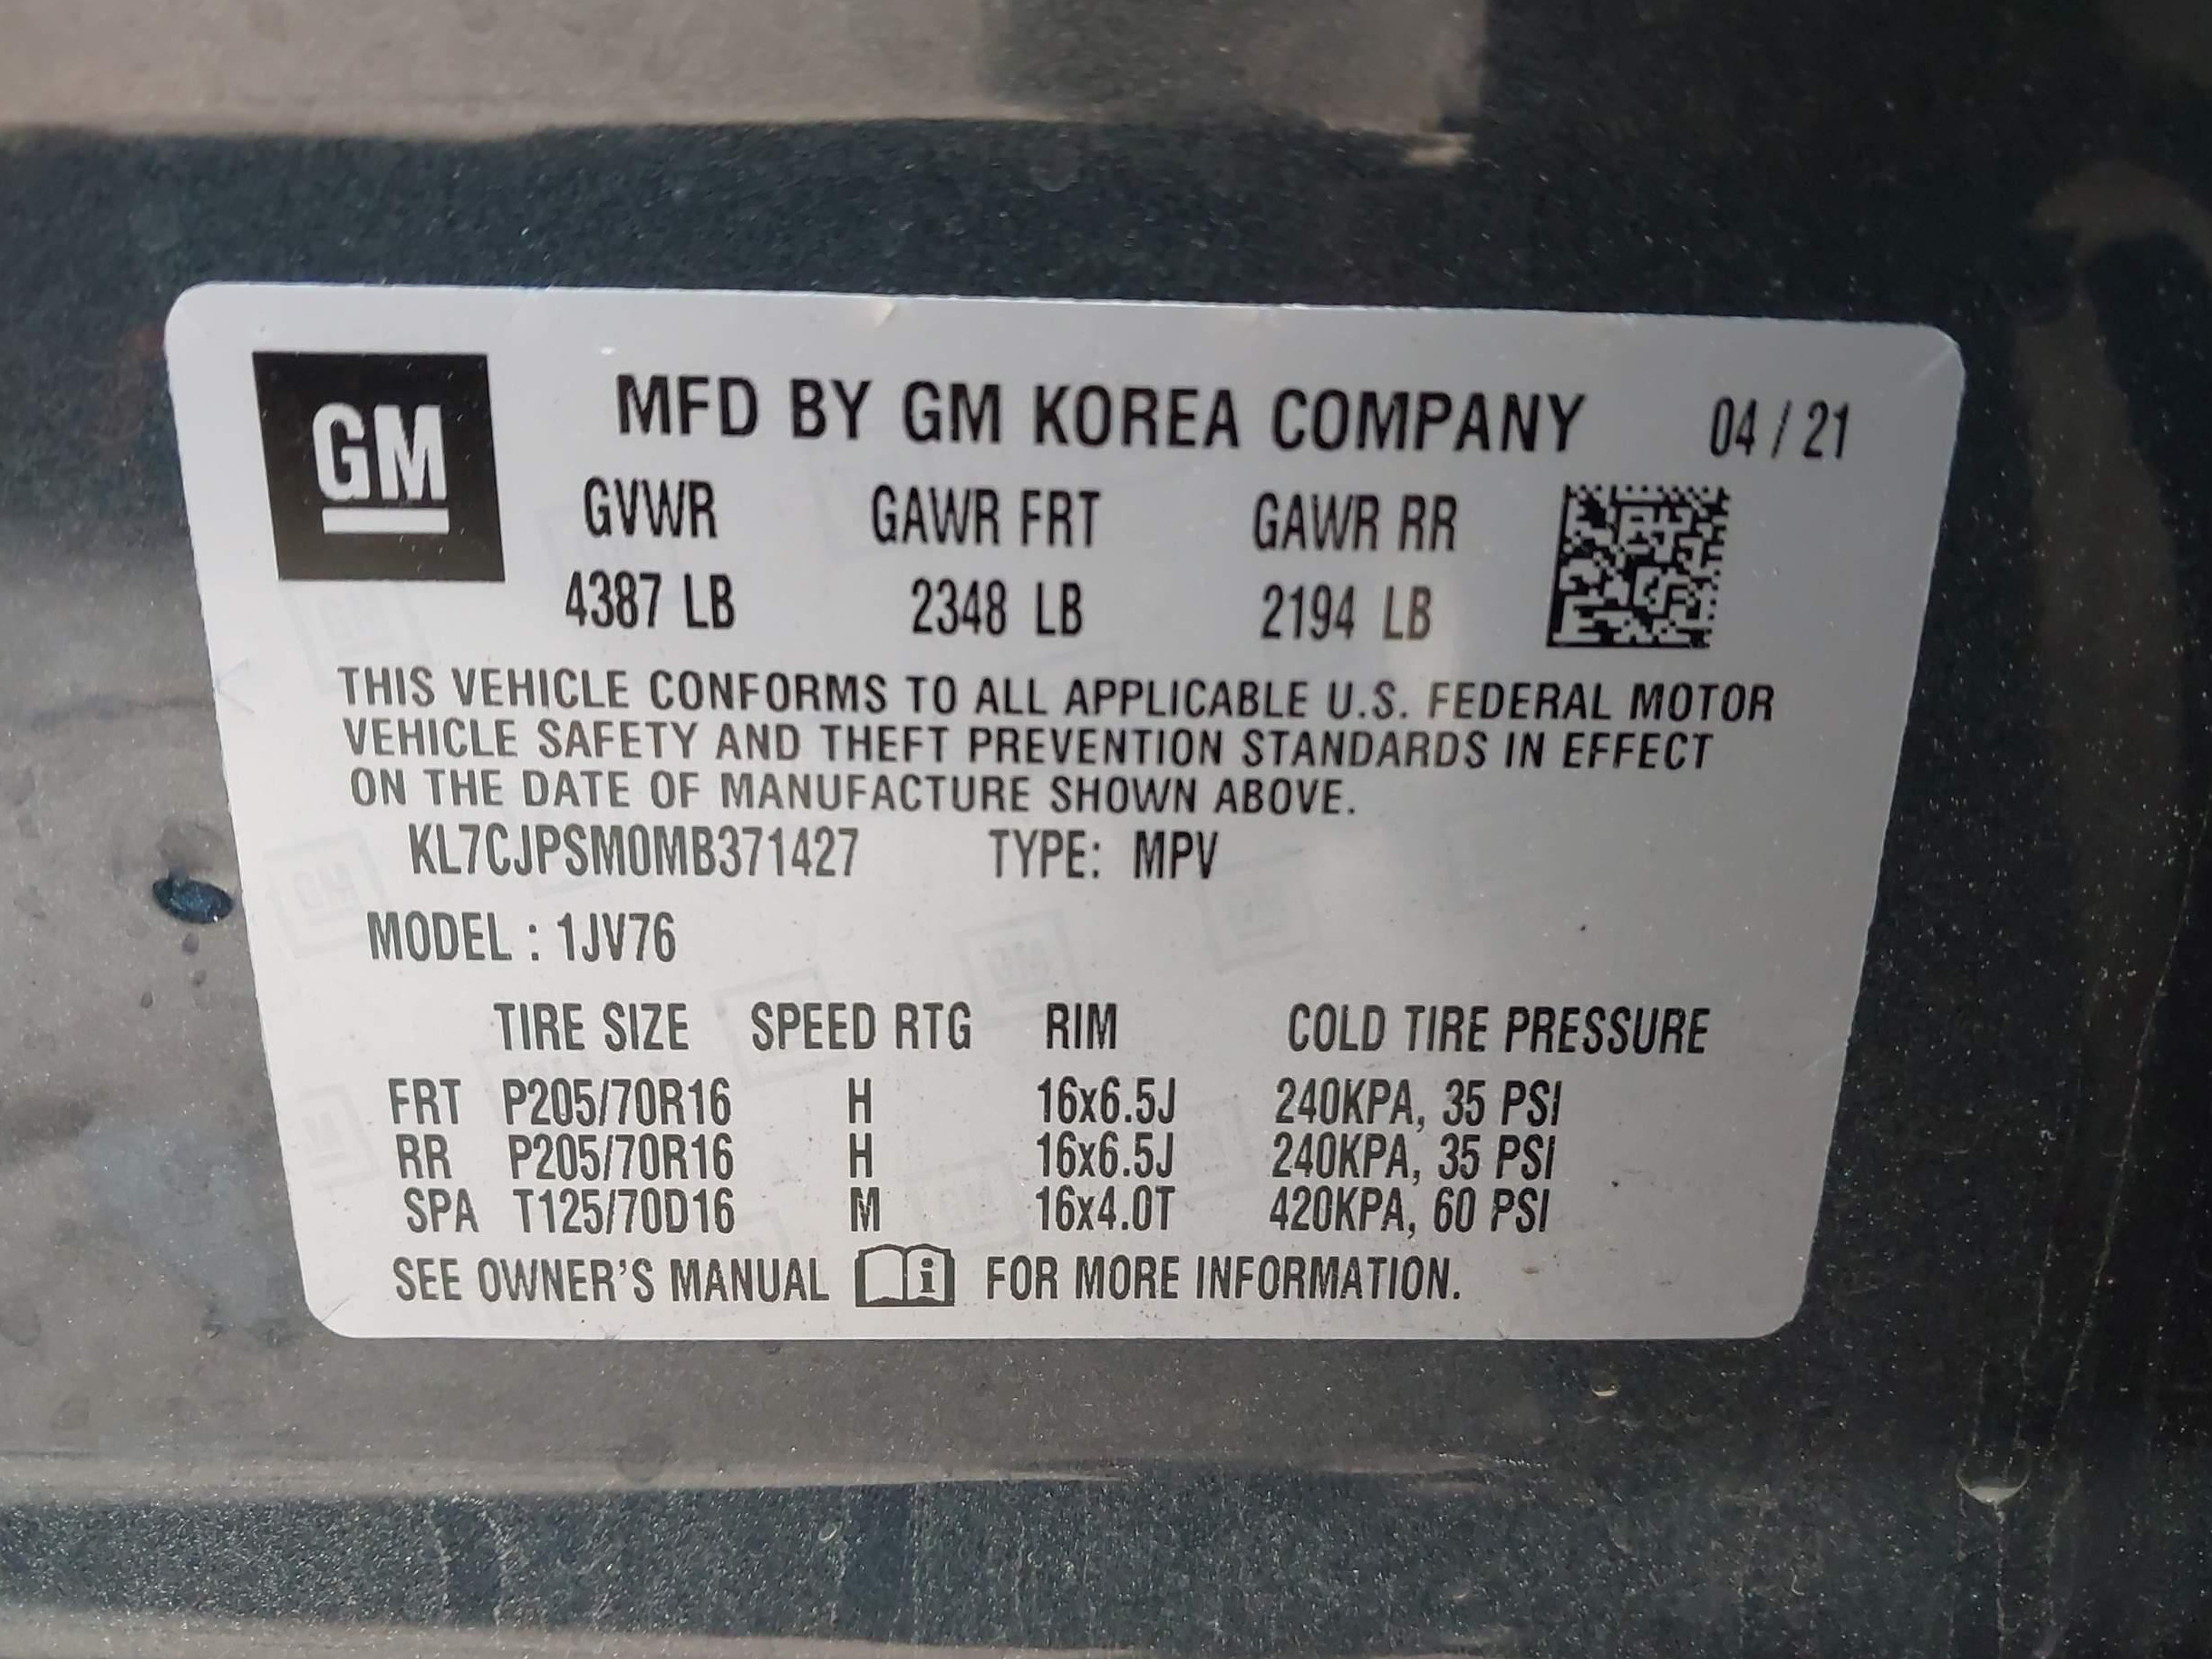 GM
MFD BY GM KOREA COMPANY 04 / 21
GVWR GAWR FRT GAWR RR
4387 LB 2348 LB 2194 LB
THIS VEHICLE CONFORMS TO ALL APPLICABLE U.S. FEDERAL MOTOR
VEHICLE SAFETY AND THEFT PREVENTION STANDARDS IN EFFECT
ON THE DATE OF MANUFACTURE SHOWN ABOVE.
KL7CJPSM0MB371427 TYPE: MPV
MODEL : 1JV76
TIRE SIZE SPEED RTG RIM COLD TIRE PRESSURE
FRT P205/70R16 H 16x6.5J 240KPA, 35 PSI
RR P205/70R16 H 16x6.5J 240KPA, 35 PSI
SPA T125/70D16 M 16x4.0T 420KPA, 60 PSI
SEE OWNER'S MANUAL i FOR MORE INFORMATION.